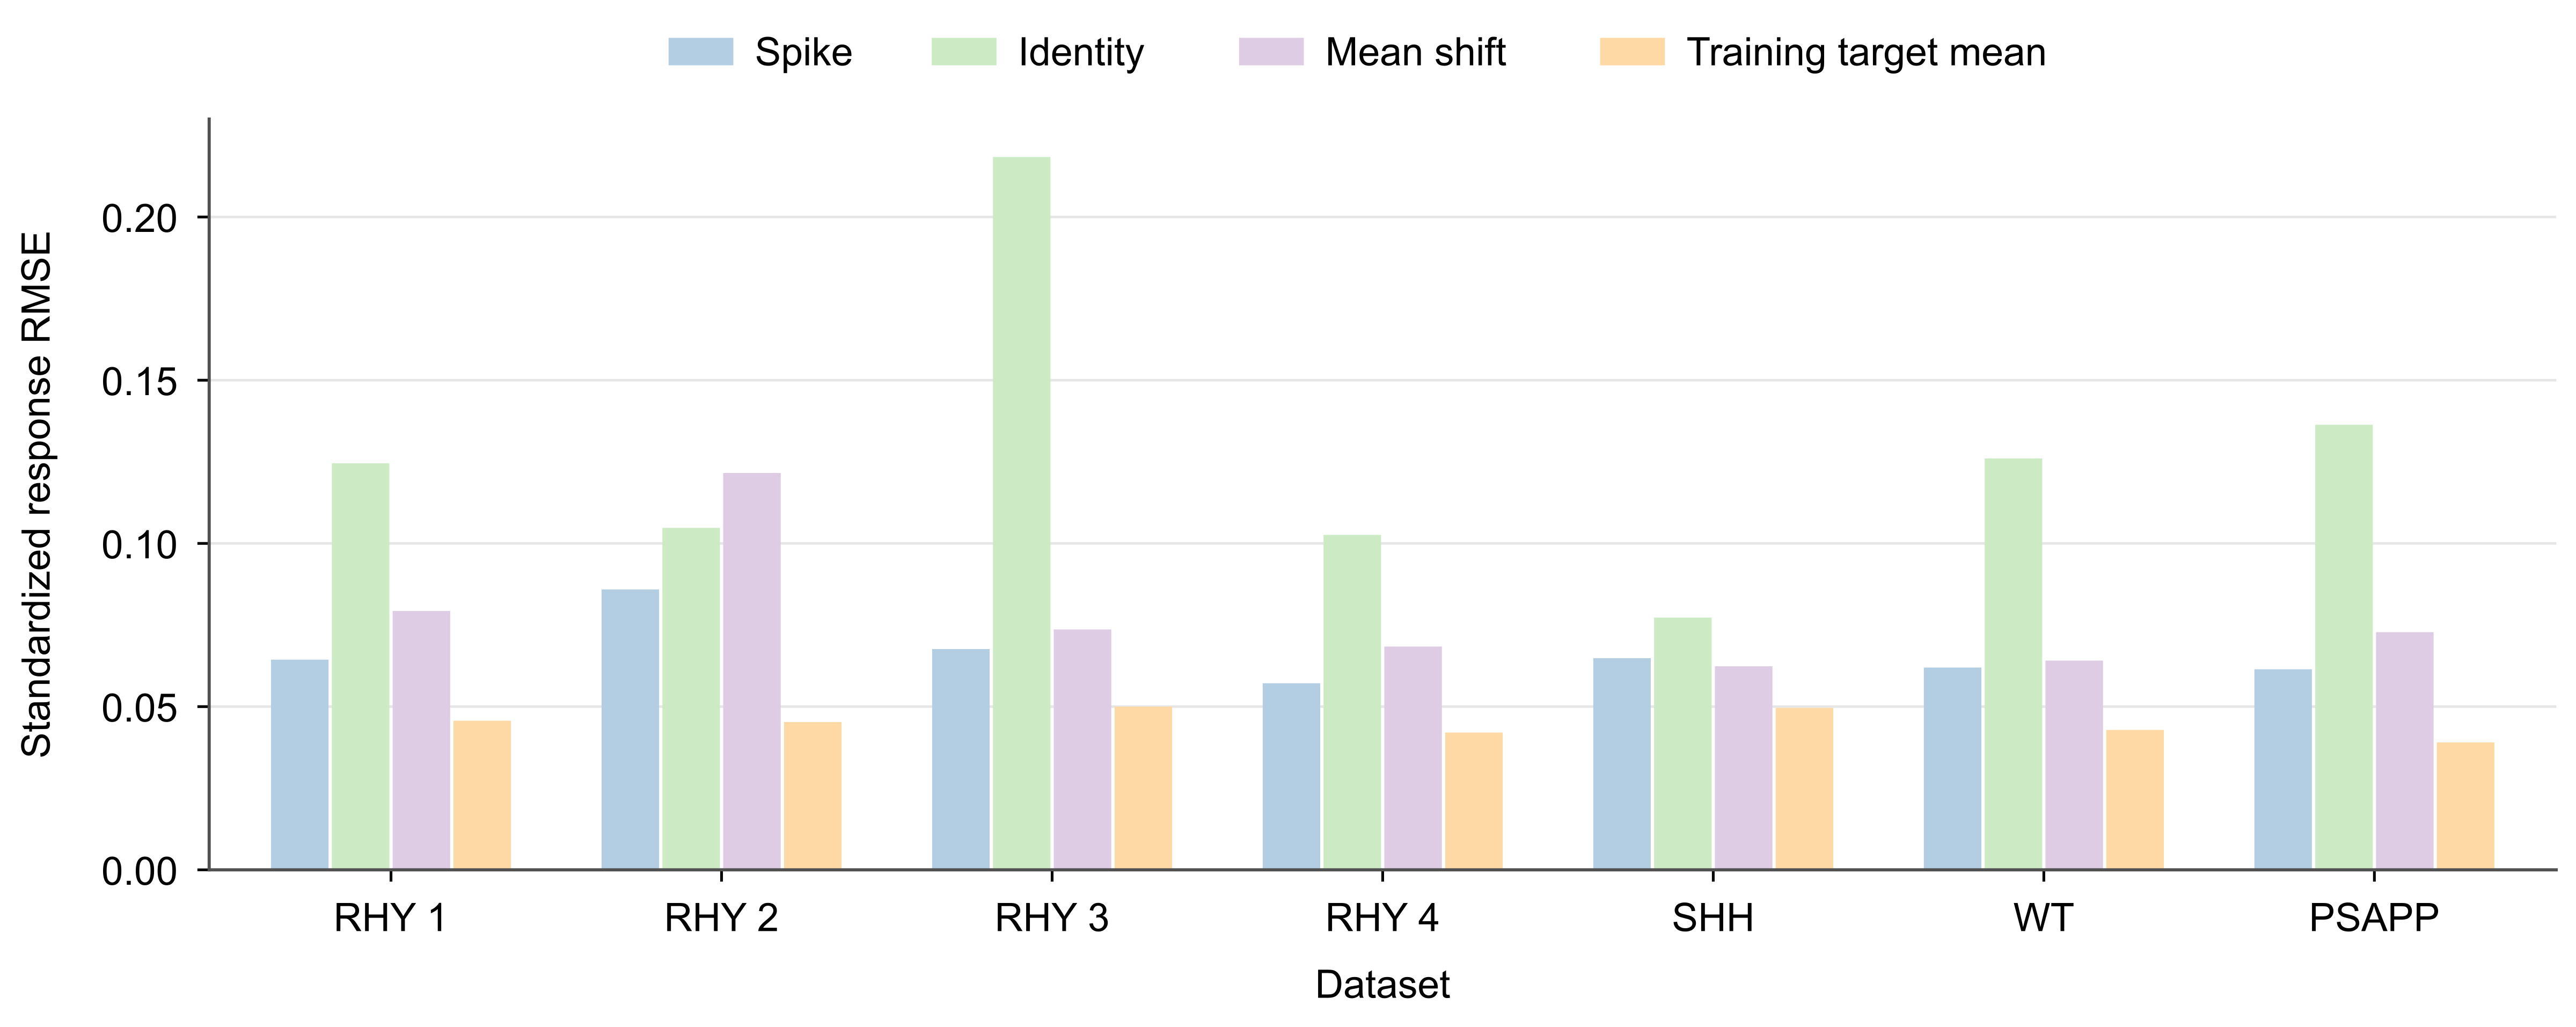 Spike Identity Mean shift Training target mean
Standardized response RMSE
0.20
0.15
0.10
0.05
0.00
RHY 1 RHY 2 RHY 3 RHY 4 SHH WT PSAPP
Dataset